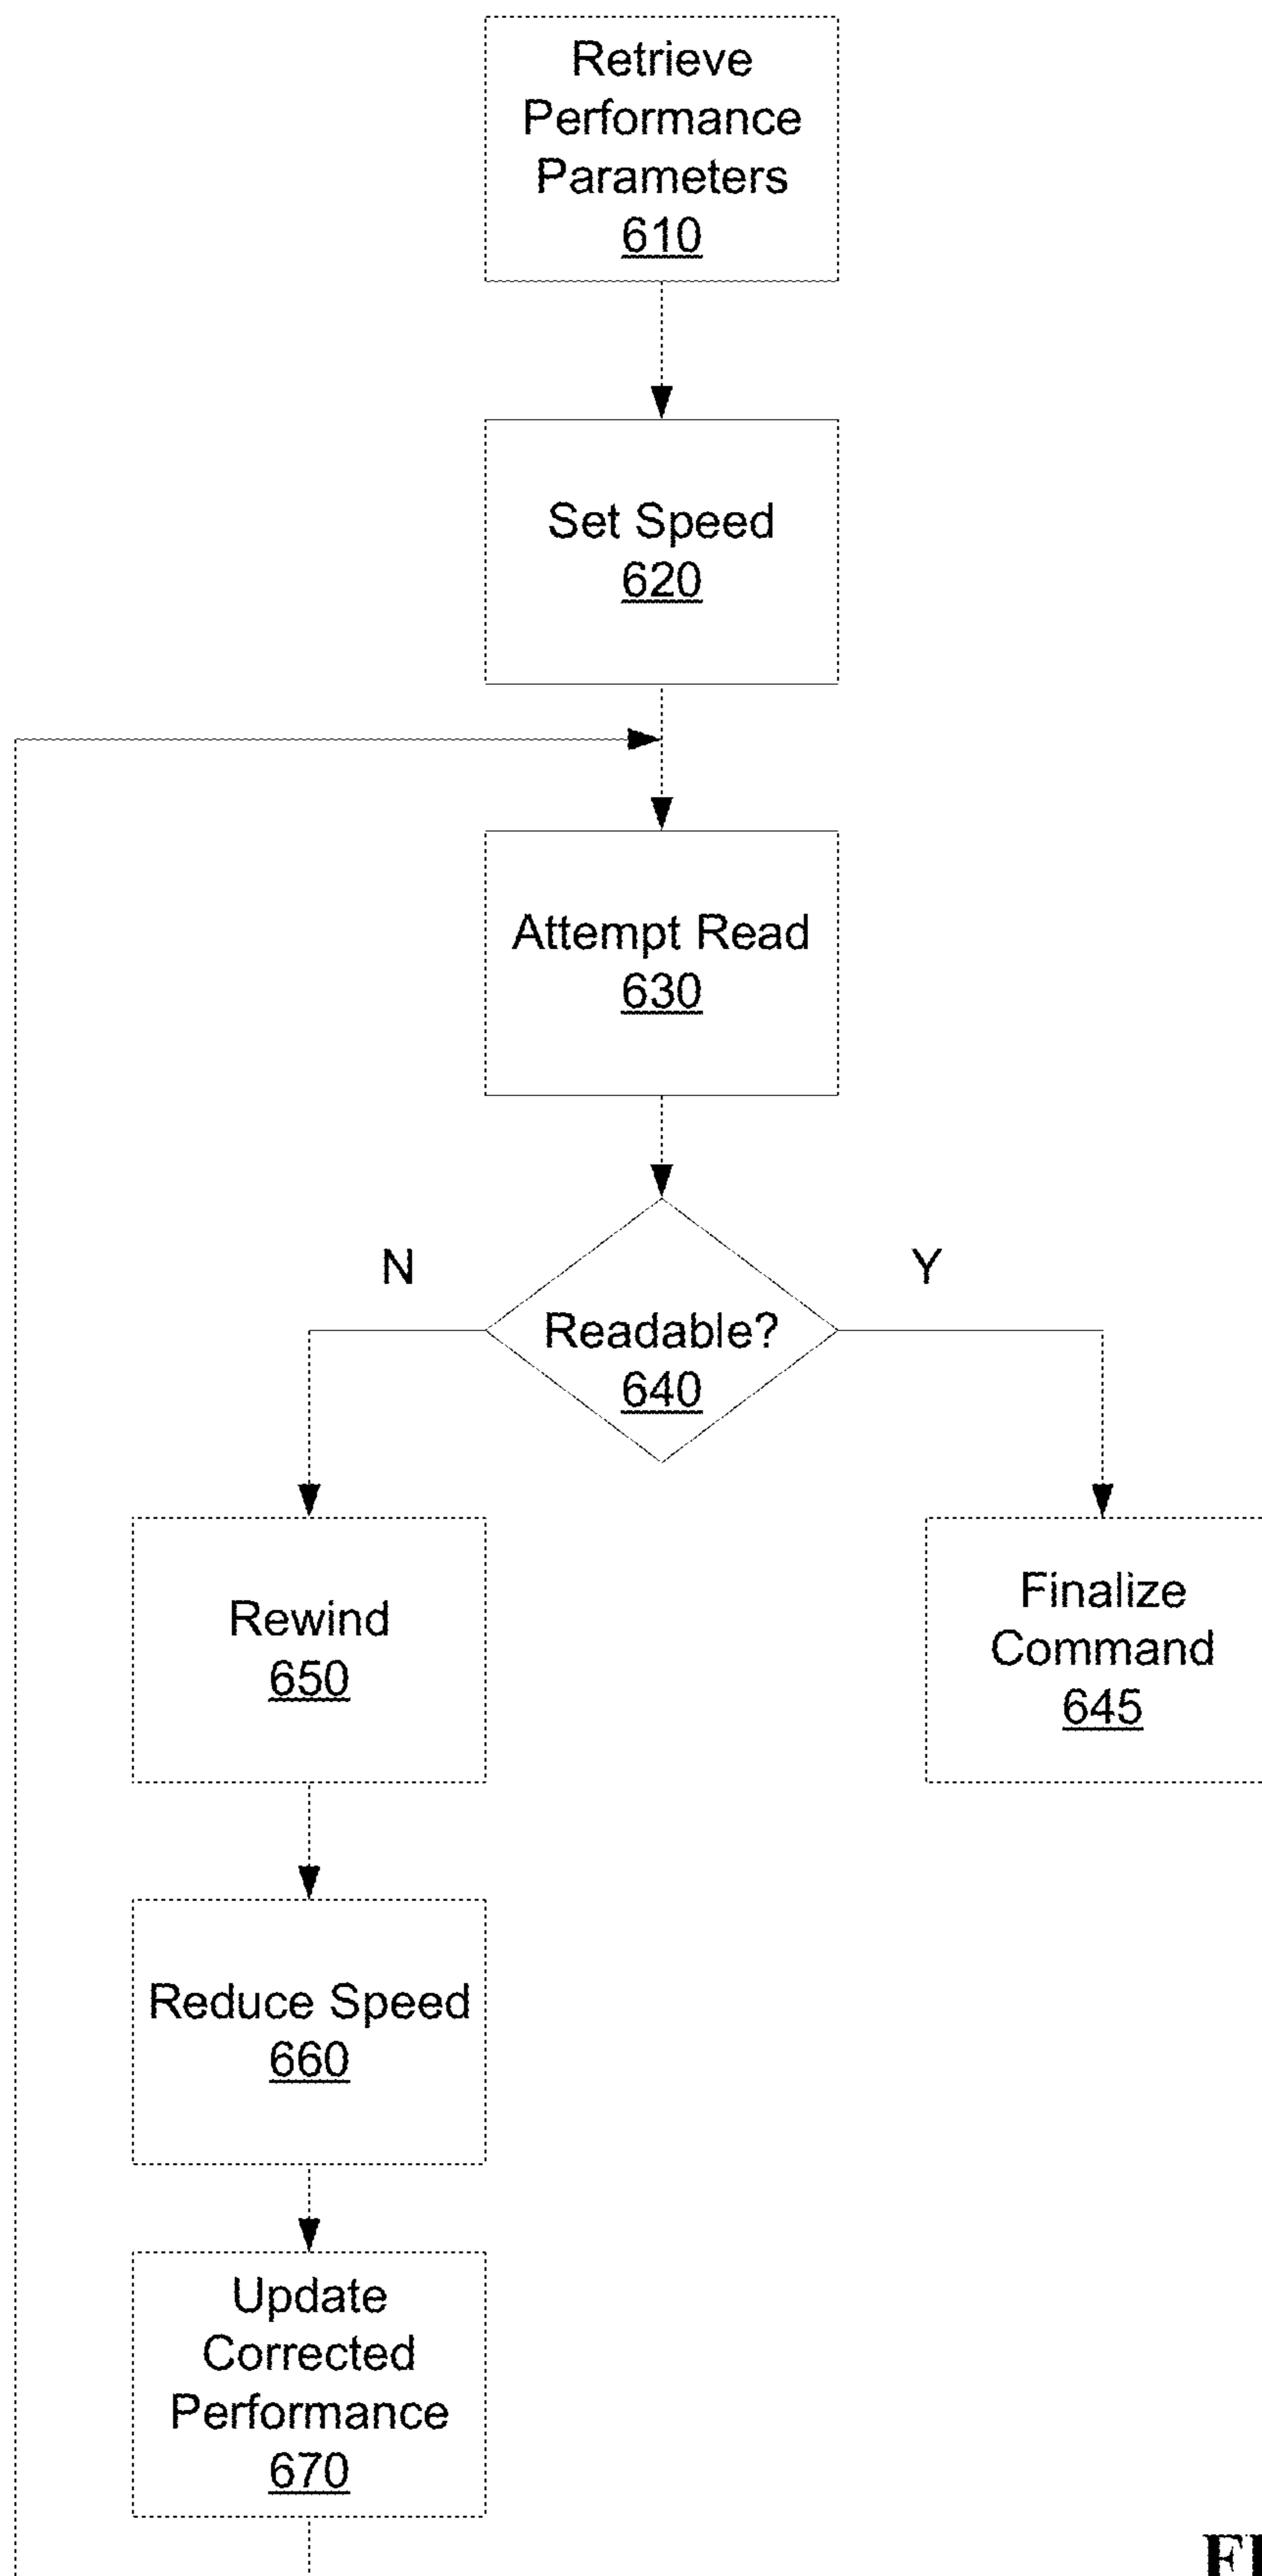 Retrieve
Performance
Parameters
610
Set Speed
620
Attempt Read
630
N
Y
Readable?
640
Rewind
650
Finalize
Command
645
Reduce Speed
660
Update
Corrected
Performance
670